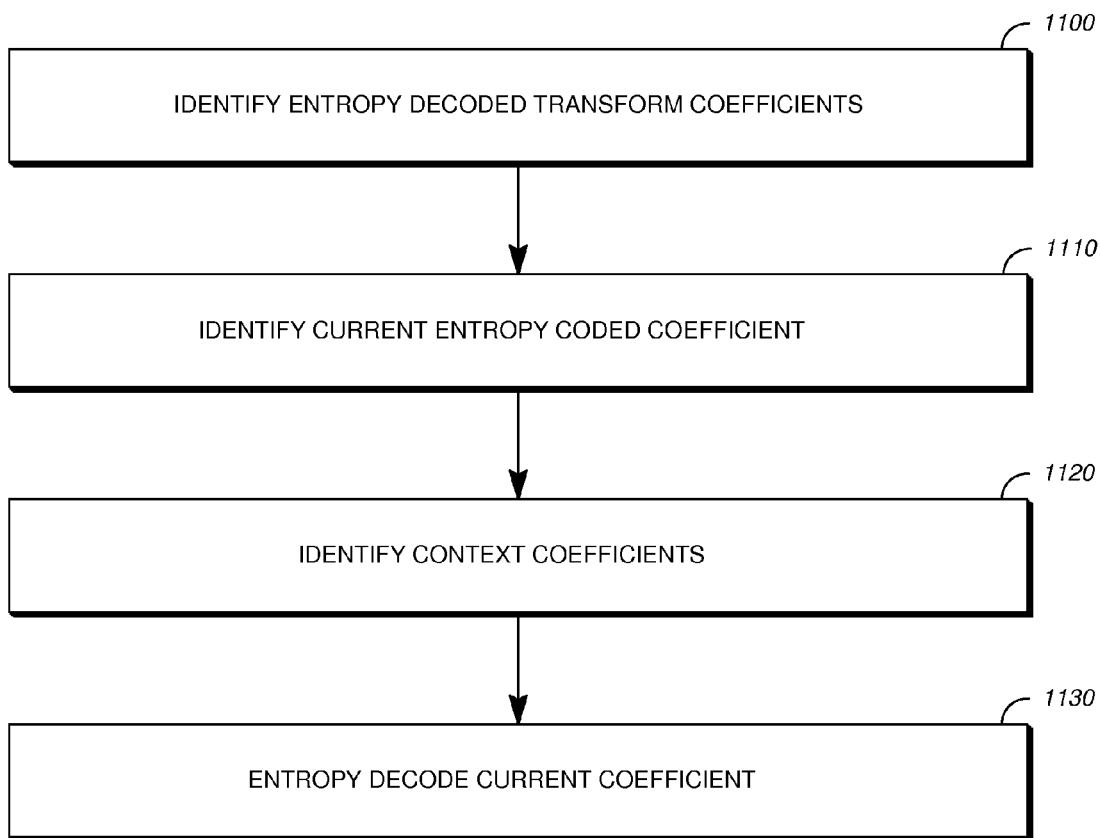 1100
IDENTIFY ENTROPY DECODED TRANSFORM COEFFICIENTS
1110
IDENTIFY CURRENT ENTROPY CODED COEFFICIENT
1120
IDENTIFY CONTEXT COEFFICIENTS
1130
ENTROPY DECODE CURRENT COEFFICIENT